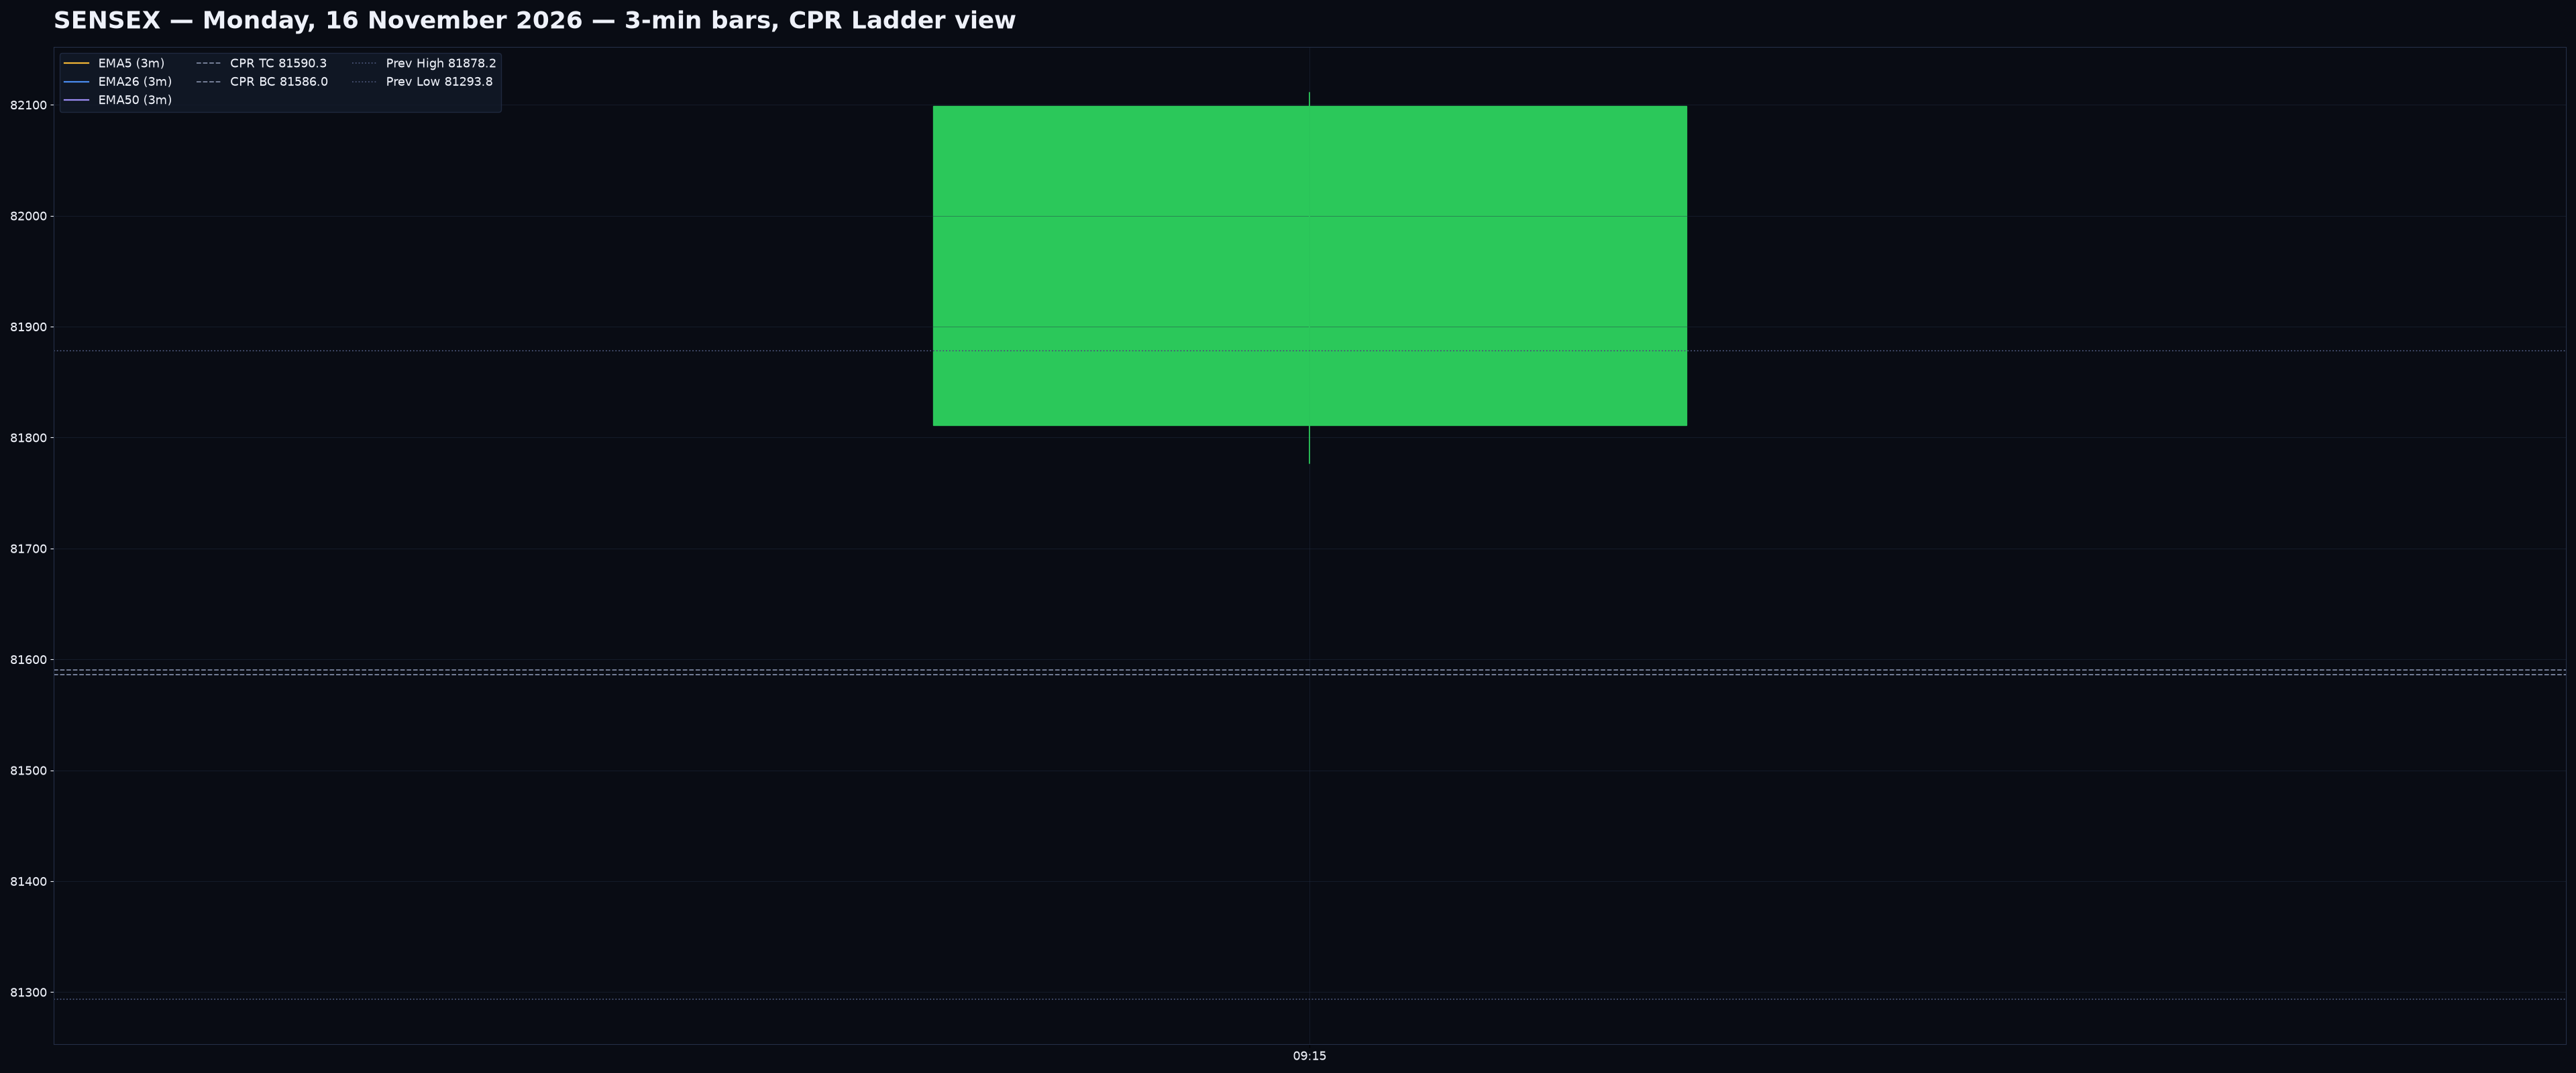 SENSEX — Monday, 16 November 2026 — 3-min bars, CPR Ladder view
EMA5 (3m) CPR TC 81590.3 Prev High 81878.2
EMA26 (3m) CPR BC 81586.0 Prev Low 81293.8
EMA50 (3m)
82100
82000
81900
81800
81700
81600
81500
81400
81300
09:15